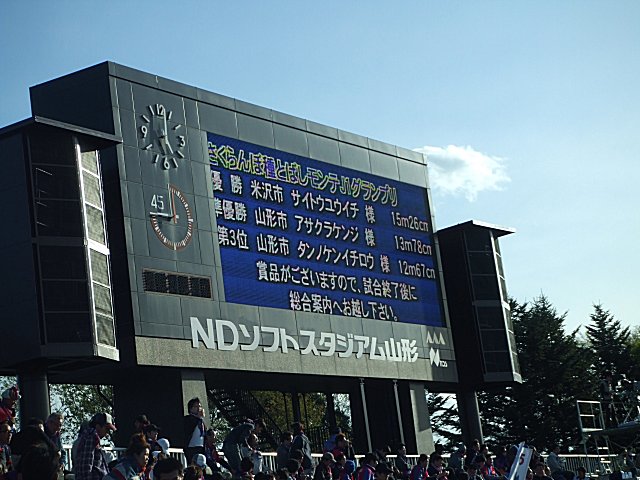 さくらんぼ種とばしモンテJ1グランプリ
優 勝 米沢市 サイトウユウイチ 様 15m26cm
準優勝 山形市 アサクラケンジ 様 13m78cm
第3位 山形市 タンノケンイチロウ 様 12m67cm
賞品がございますので、試合終了後に
総合案内へお越し下さい。
12
45
NDソフトスタジアム山形